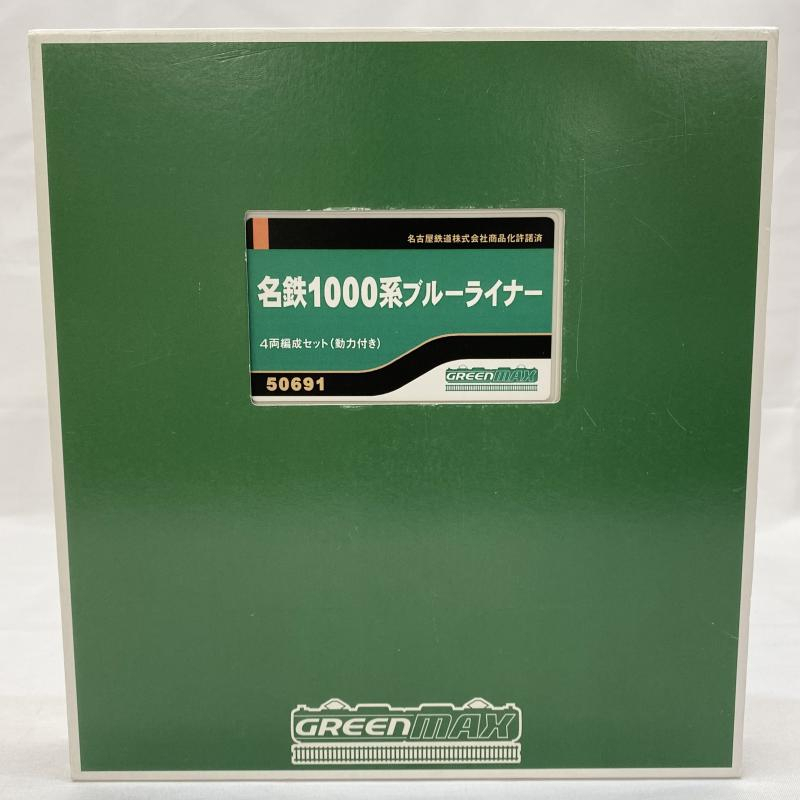 名古屋鉄道株式会社商品化許諾済
名鉄1000系ブルーライナー
4両編成セット(動力付き)
50691
GREENMAX
GREENMAX